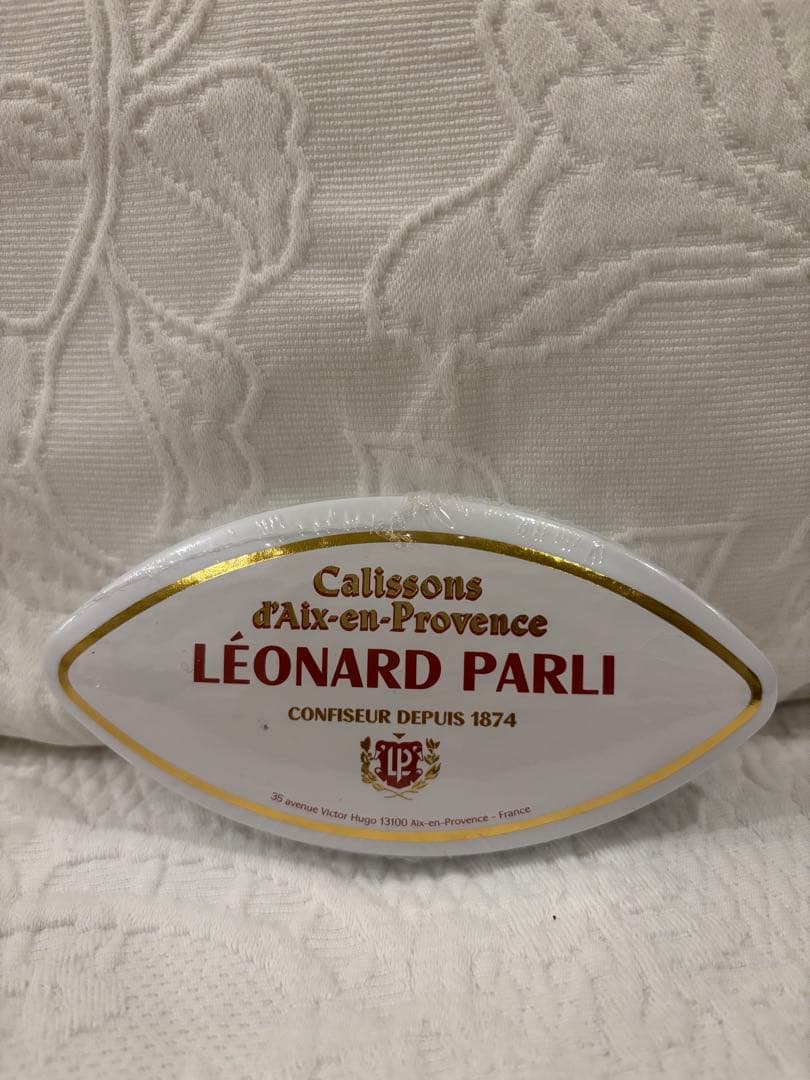 Calissons
d'Aix-en-Provence
LÉONARD PARLI
CONFISEUR DEPUIS 1874
LP
35 avenue Victor Hugo 13100 Aix-en-Provence - France